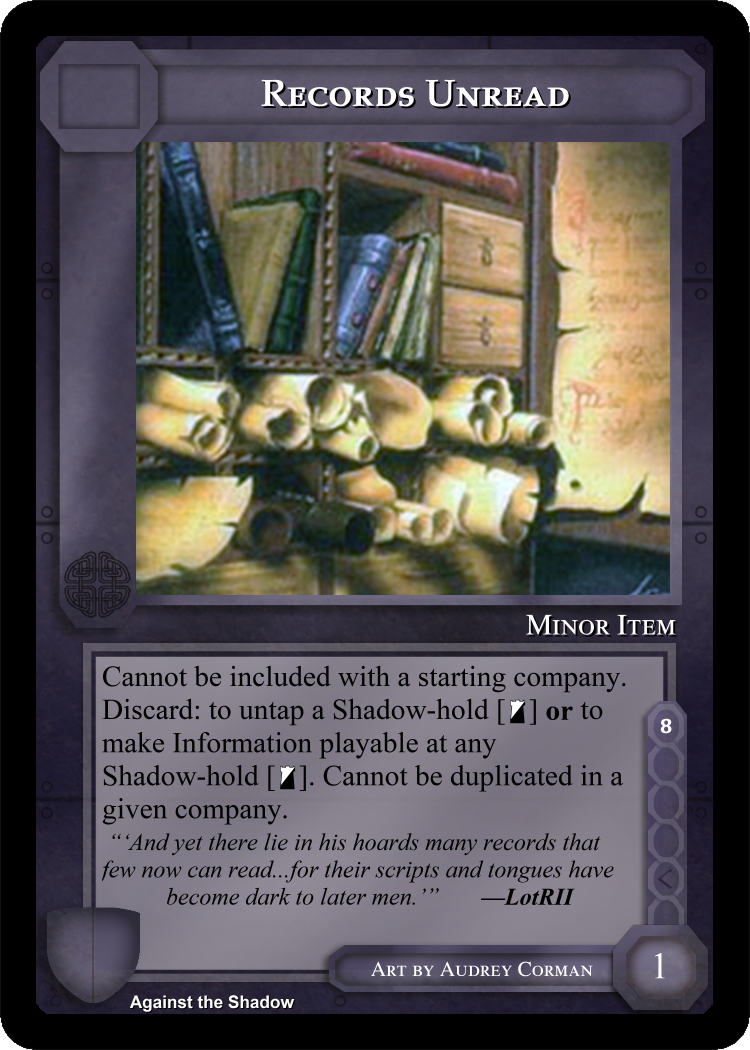 Records Unread
Minor Item
Cannot be included with a starting company.
Discard: to untap a Shadow-hold [ ] or to
make Information playable at any
Shadow-hold [ ]. Cannot be duplicated in a
given company.
8
“‘And yet there lie in his hoards many records that
few now can read...for their scripts and tongues have
become dark to later men.’” —LotRII
Art by Audrey Corman
1
Against the Shadow